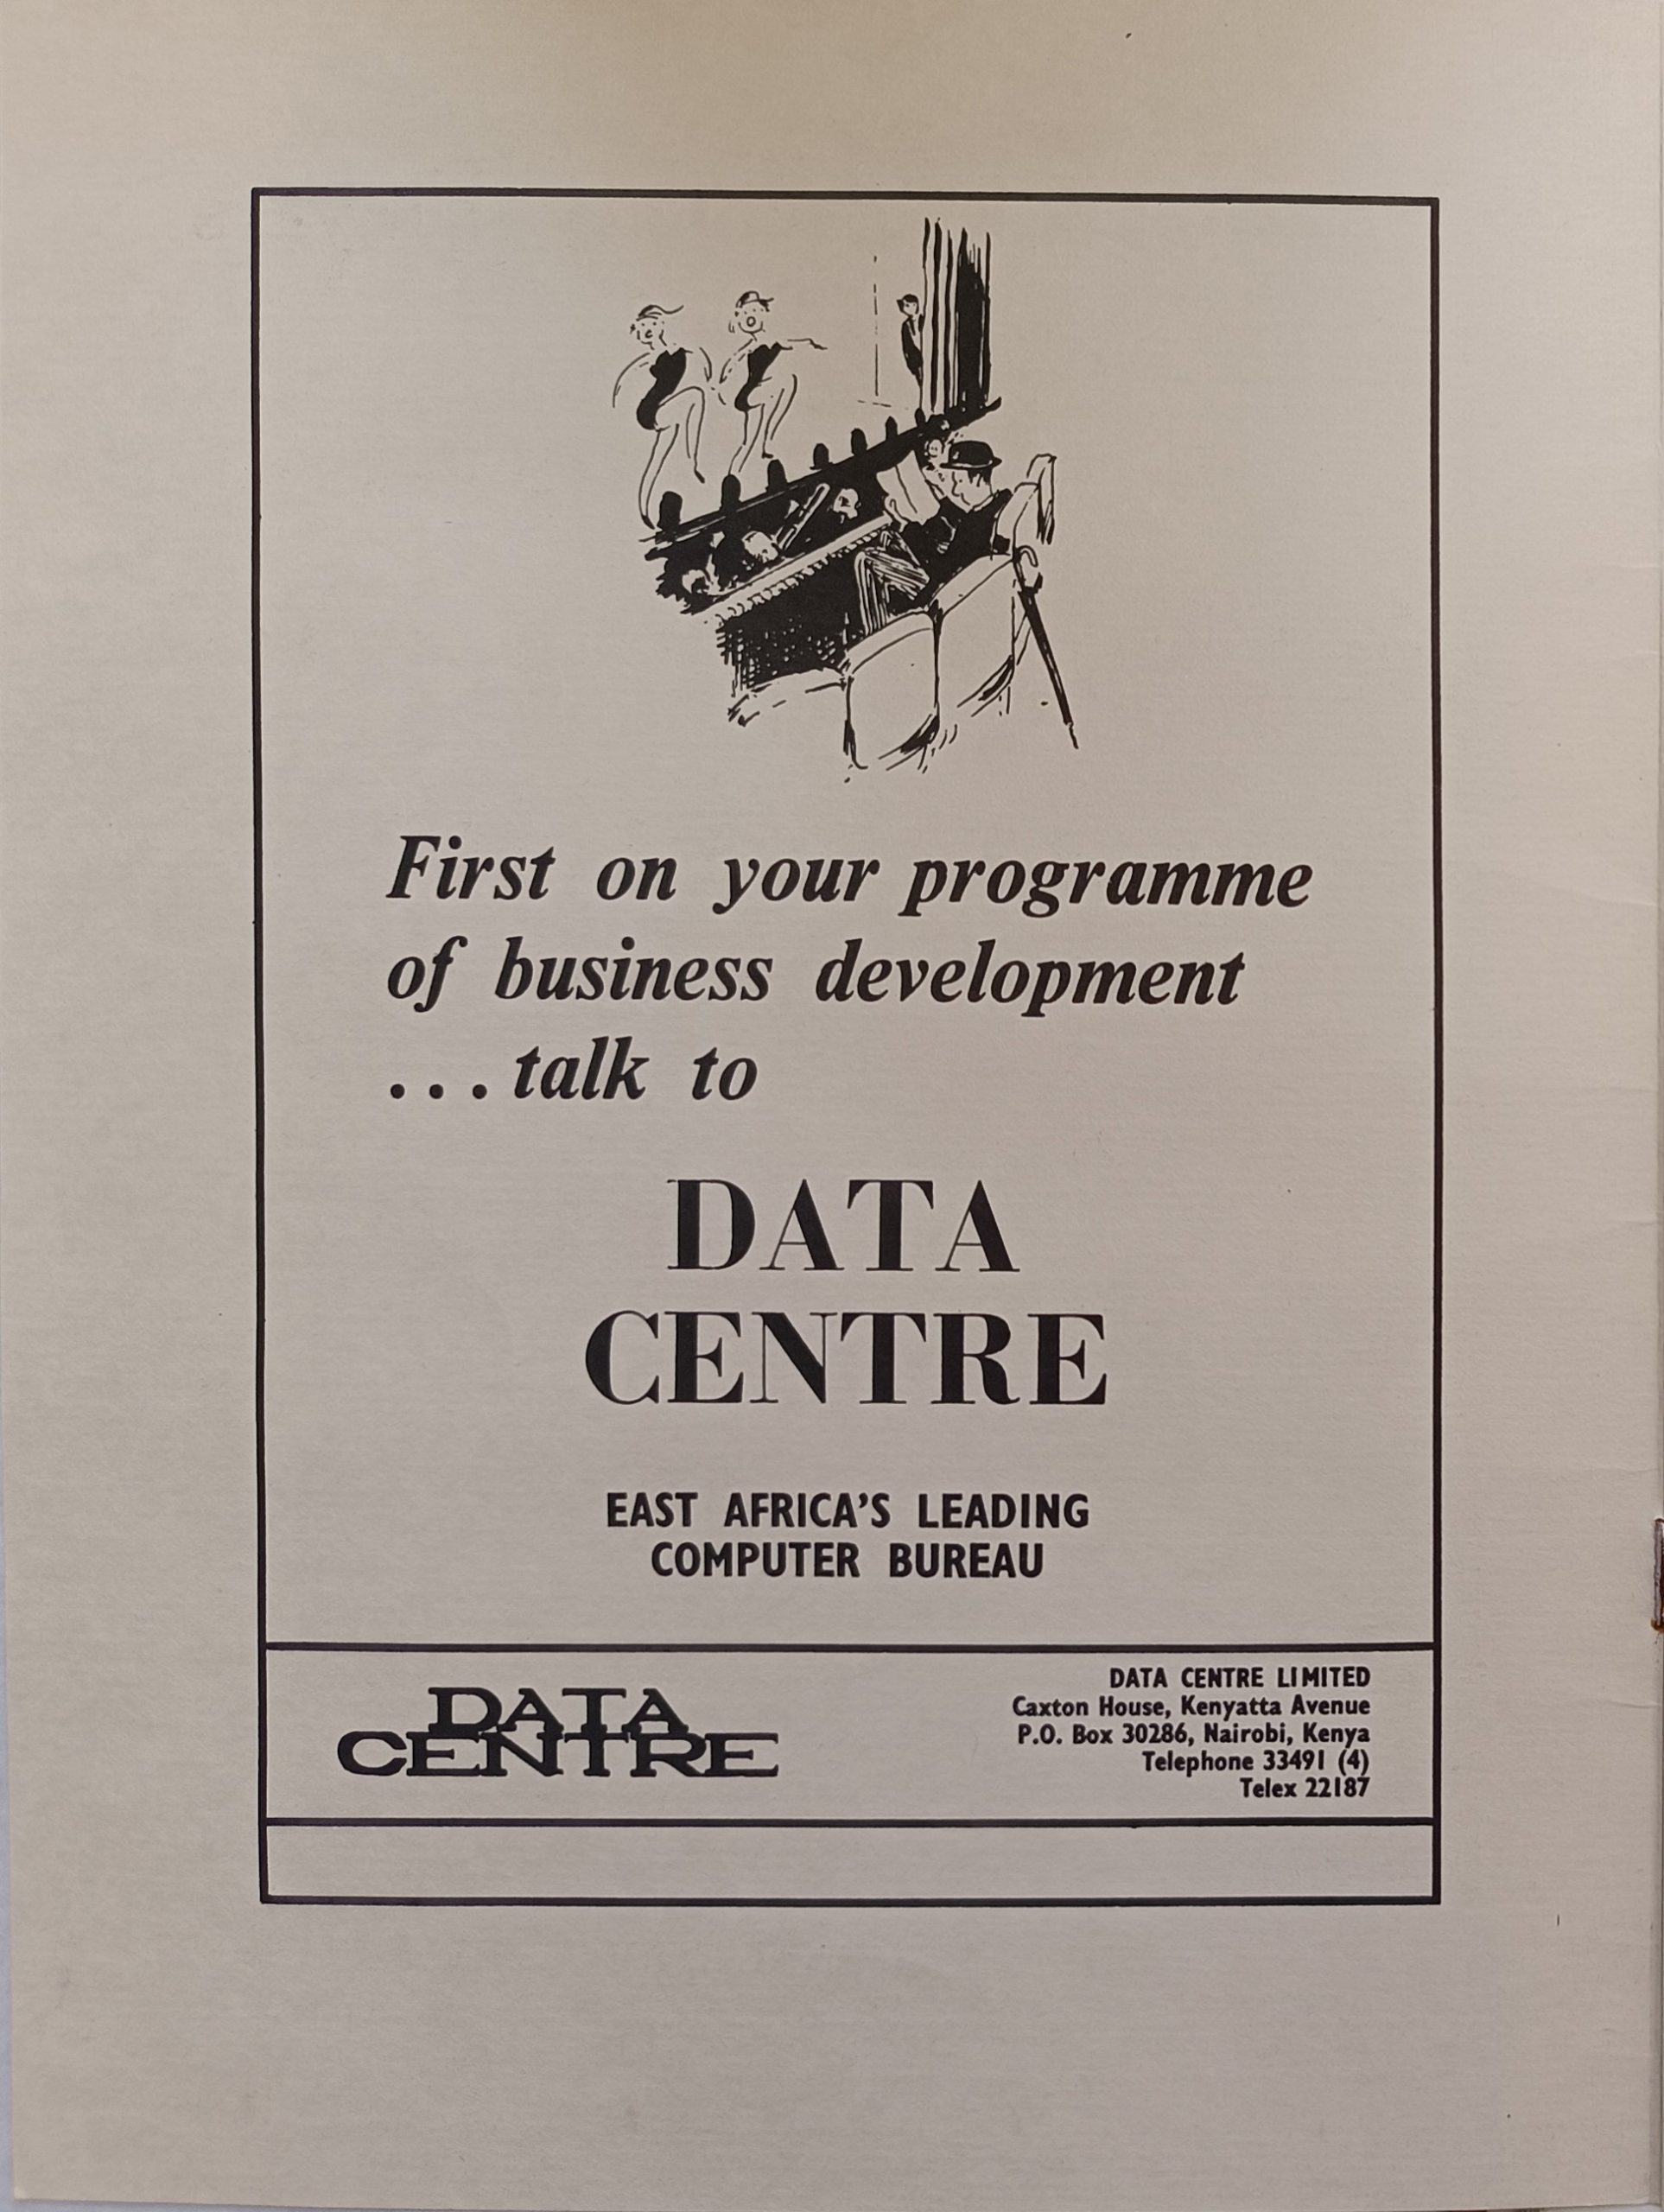 First on your programme
of business development
...talk to
DATA
CENTRE
EAST AFRICA'S LEADING
COMPUTER BUREAU
DATA
CENTRE
DATA CENTRE LIMITED
Caxton House, Kenyatta Avenue
P.O. Box 30286, Nairobi, Kenya
Telephone 33491 (4)
Telex 22187